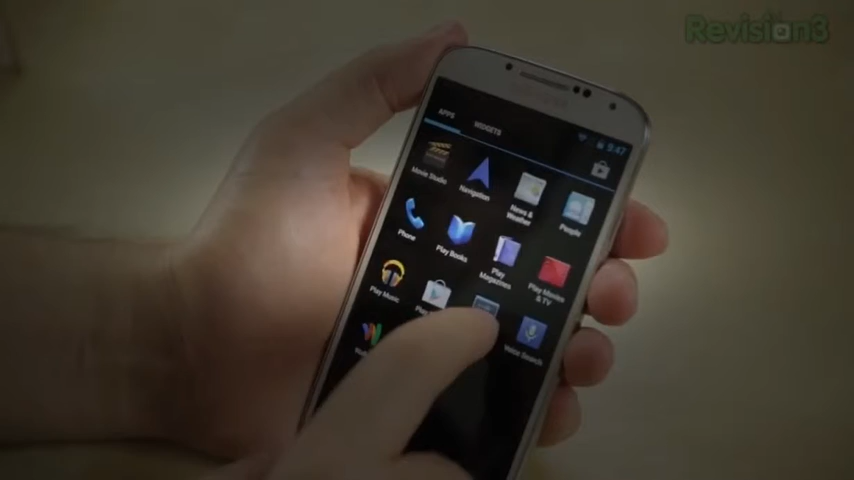 Revision3
APPS
WIDGETS
9:47
Movie Studio
Navigation
News &
Weather
People
Phone
Play Books
Play
Magazines
Play Movies
& TV
Play Music
Voice Search